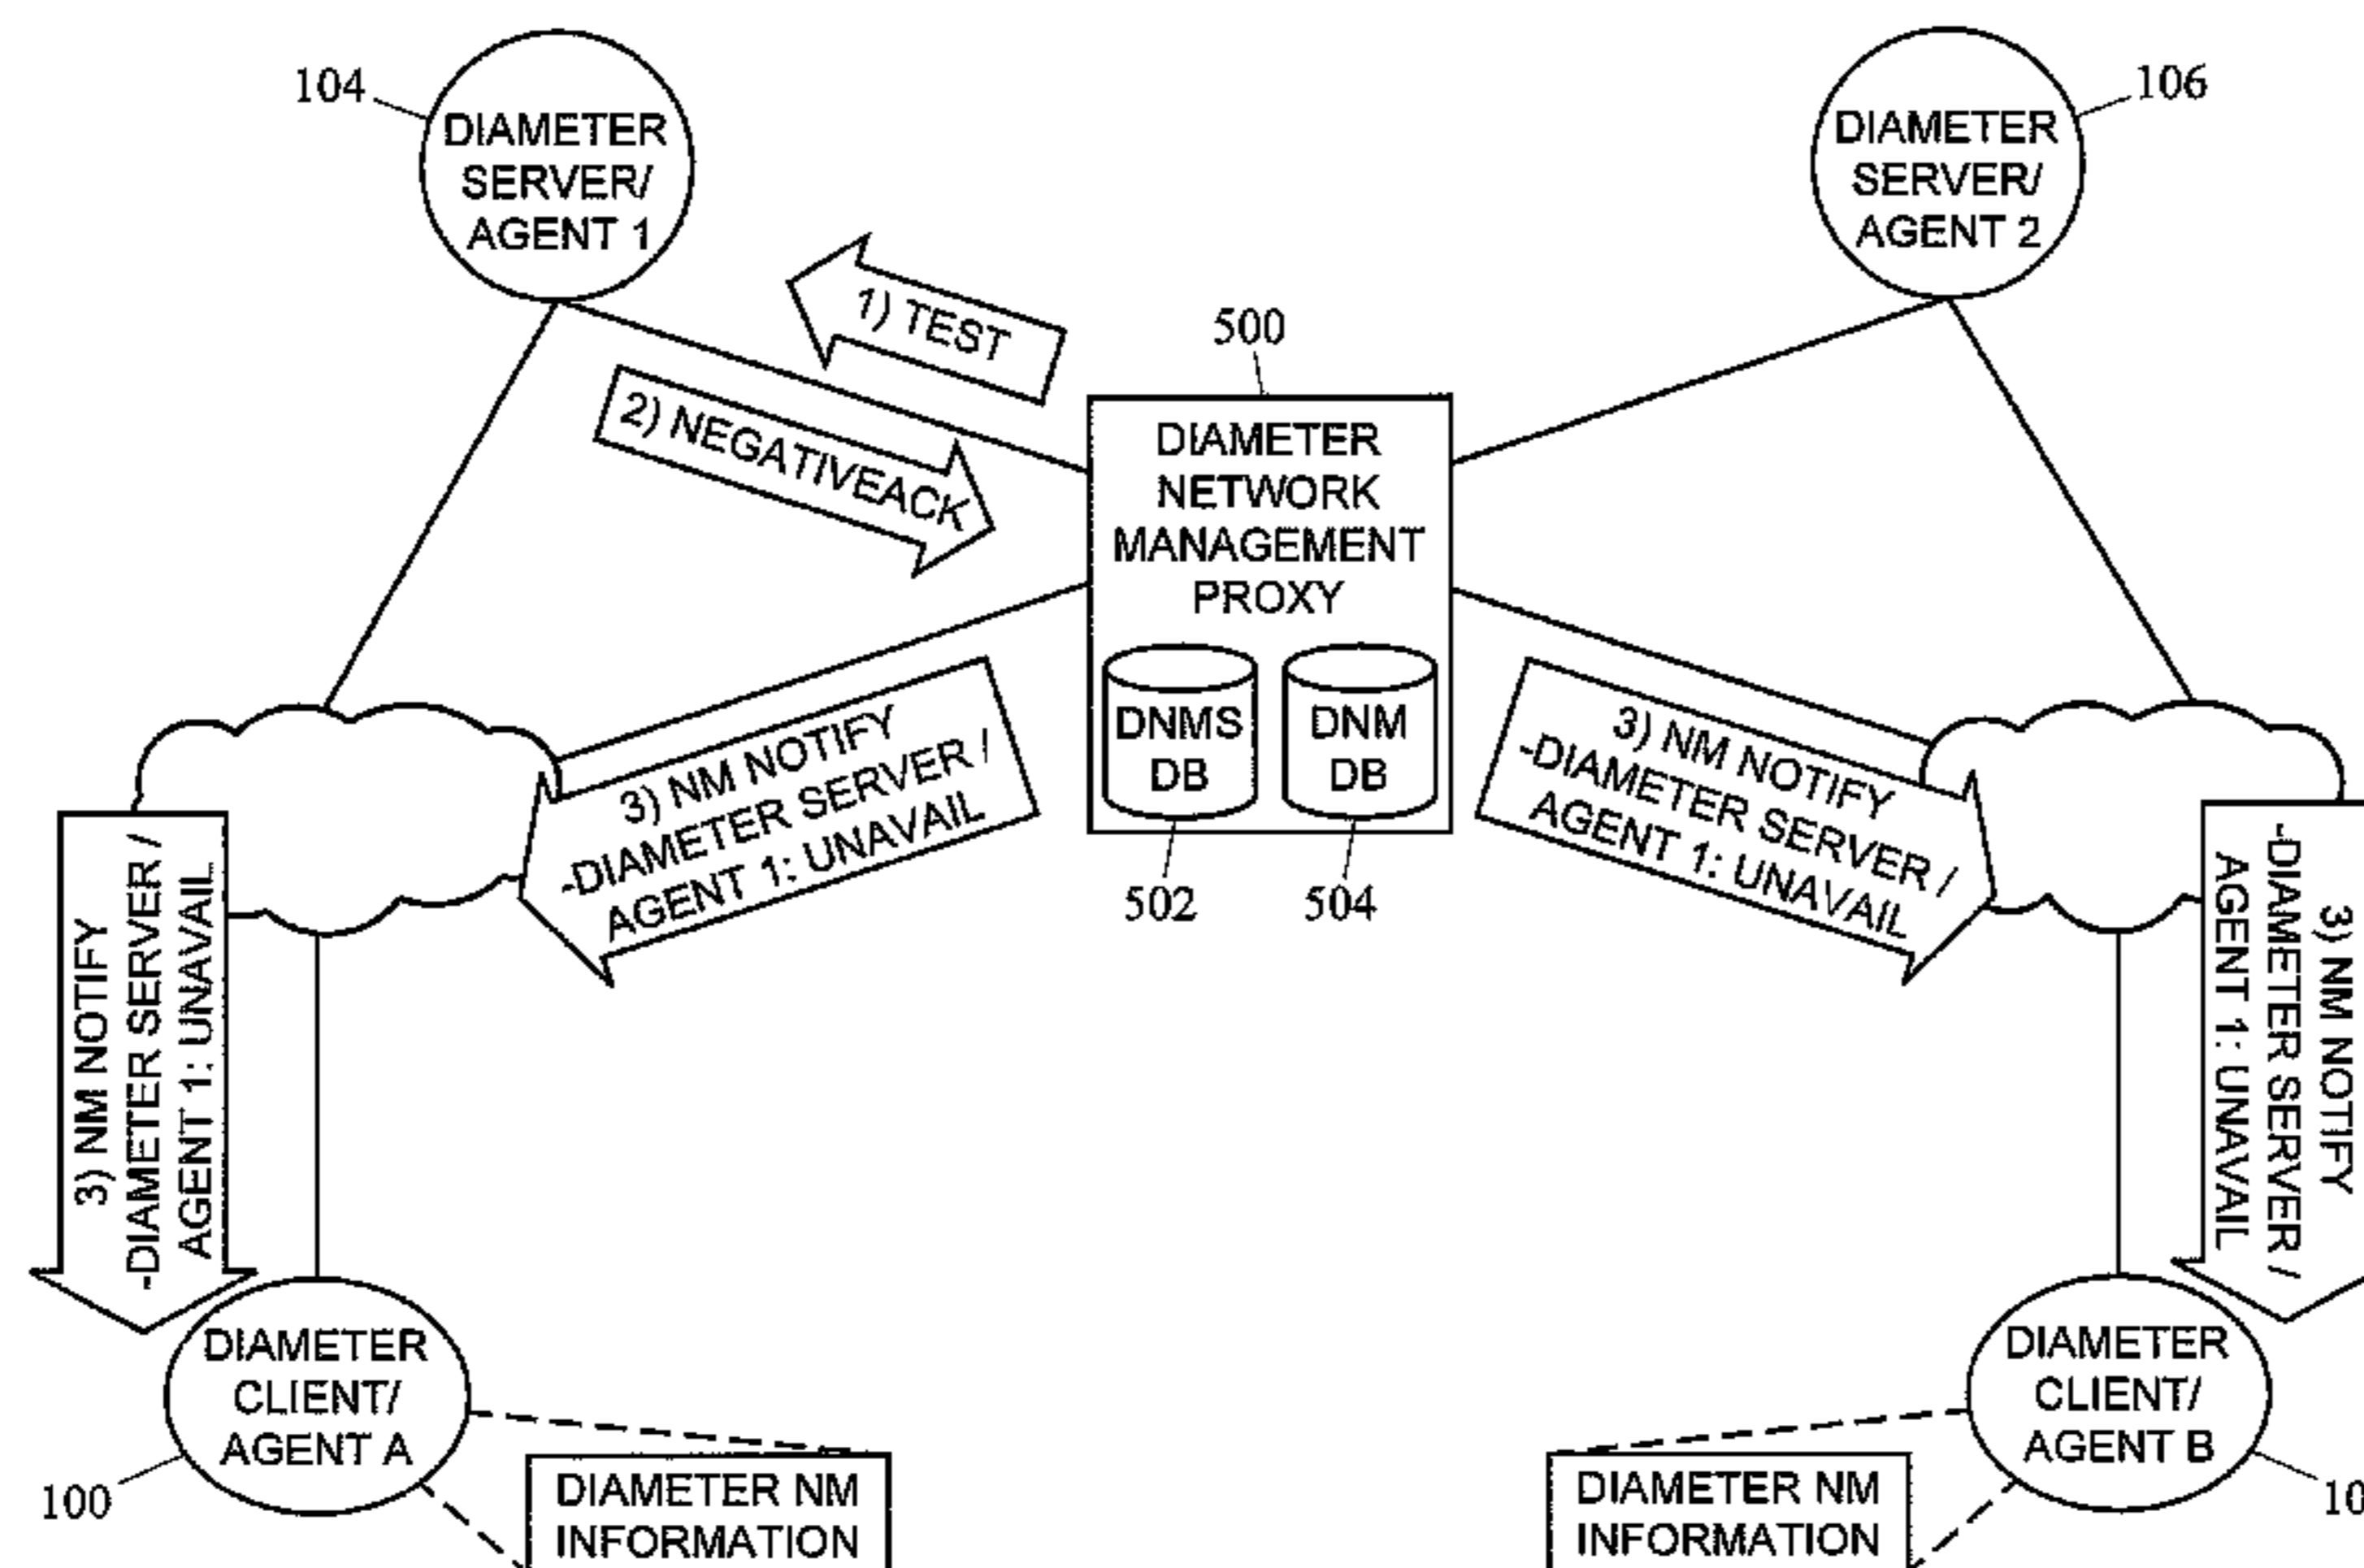 104
DIAMETER
SERVER/
AGENT 1
106
DIAMETER
SERVER/
AGENT 2
1) TEST
2) NEGATIVEACK
500
DIAMETER
NETWORK
MANAGEMENT
PROXY
DNMS
DB
DNM
DB
502
504
3) NM NOTIFY
-DIAMETER SERVER /
AGENT 1: UNAVAIL
3) NM NOTIFY
-DIAMETER SERVER /
AGENT 1: UNAVAIL
3) NM NOTIFY
-DIAMETER SERVER /
AGENT 1: UNAVAIL
3) NM NOTIFY
-DIAMETER SERVER /
AGENT 1: UNAVAIL
DIAMETER
CLIENT/
AGENT A
100
DIAMETER NM
INFORMATION
DIAMETER
CLIENT/
AGENT B
DIAMETER NM
INFORMATION